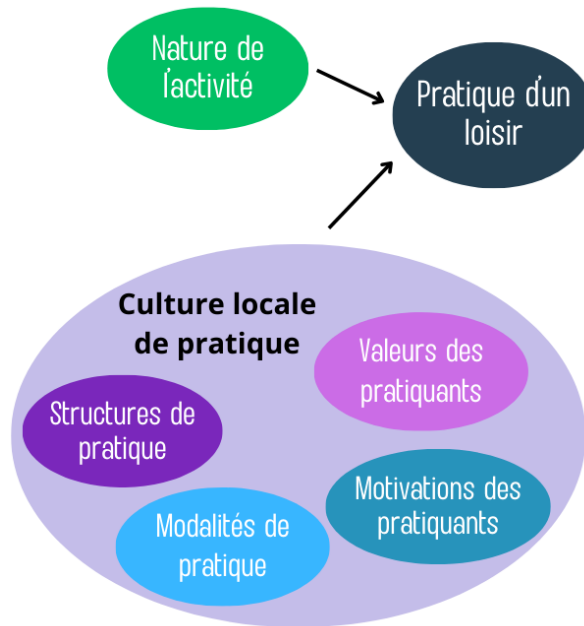 Nature de
l'activité
Pratique d'un
loisir
Culture locale
de pratique
Valeurs des
pratiquants
Structures de
pratique
Motivations des
pratiquants
Modalités de
pratique